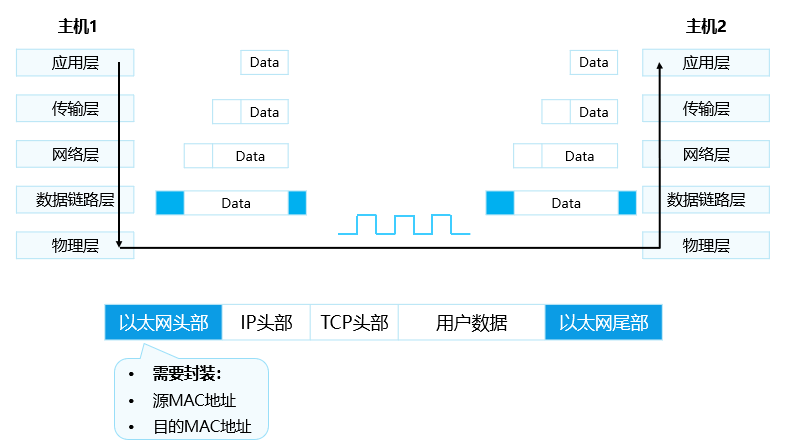 主机1
主机2
应用层
Data
Data
应用层
传输层
Data
Data
传输层
网络层
Data
Data
网络层
数据链路层
Data
Data
数据链路层
物理层
物理层
以太网头部
IP头部
TCP头部
用户数据
以太网尾部
• 需要封装：
• 源MAC地址
• 目的MAC地址